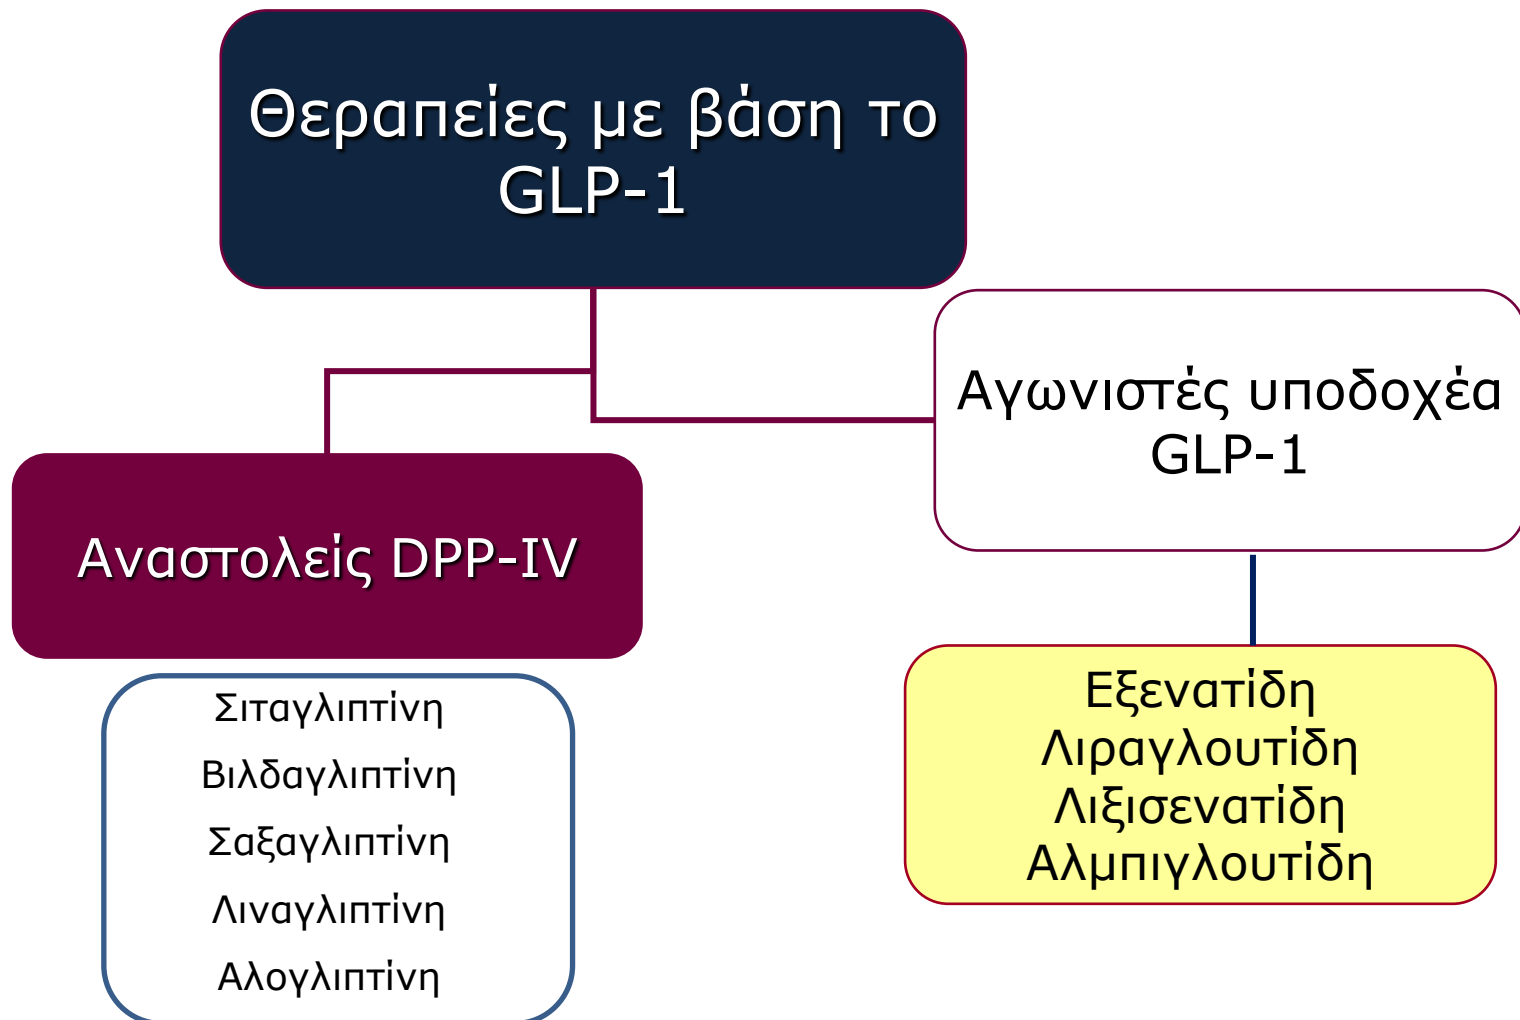 Θεραπείες με βάση το
GLP-1
Αγωνιστές υποδοχέα
GLP-1
Αναστολείς DPP-IV
Σιταγλιπτίνη
Βιλδαγλιπτίνη
Σαξαγλιπτίνη
Λιναγλιπτίνη
Αλογλιπτίνη
Εξενατίδη
Λιραγλουτίδη
Λιξισενατίδη
Αλμπιγλουτίδη